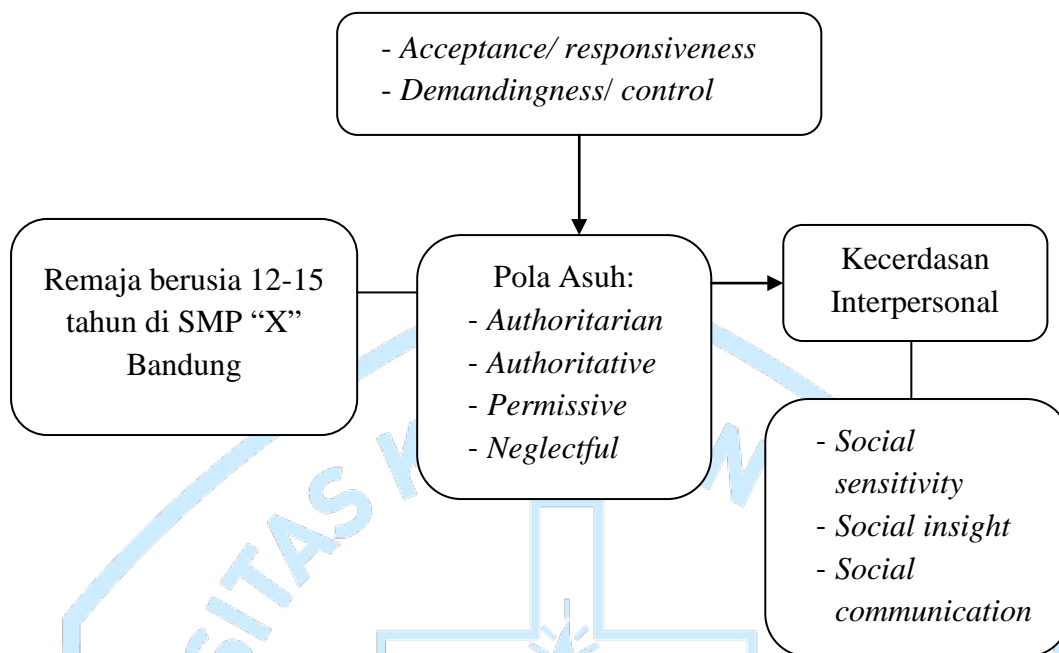 - Acceptance/ responsiveness
- Demandingness/ control
Remaja berusia 12-15
tahun di SMP “X”
Bandung
Pola Asuh:
- Authoritarian
- Authoritative
- Permissive
- Neglectful
Kecerdasan
Interpersonal
- Social
sensitivity
- Social insight
- Social
communication